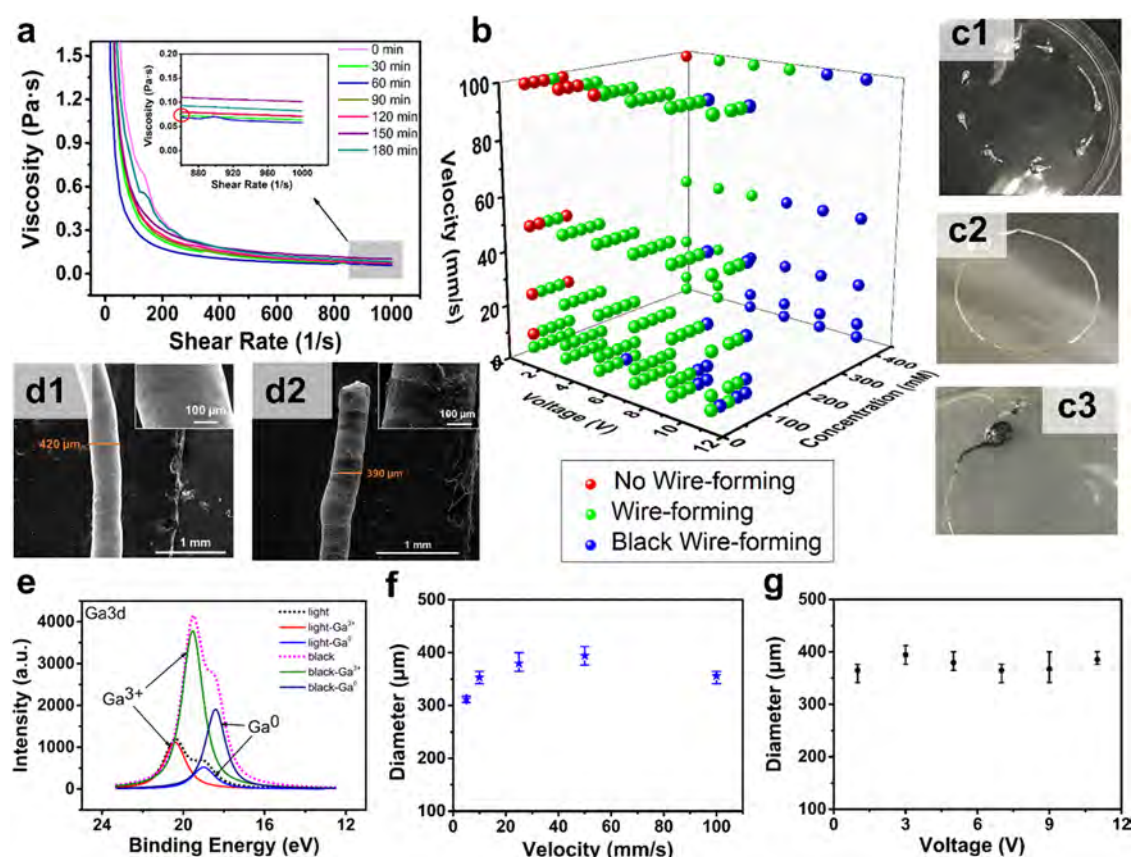 a
1.5
1.2
0.9
0.6
0.3
0.0
Viscosity (Pa·s)
0 200 400 600 800 1000
Shear Rate (1/s)
0.20
0.15
0.10
0.05
0.00
Viscosity (Pa·s)
880 920 960 1000
Shear Rate (1/s)
0 min
30 min
60 min
90 min
120 min
150 min
180 min
b
100
80
60
40
20
Velocity (mm/s)
2 4 6 8 10 12
Voltage (V)
0 100 200 300 400
Concentration (mM)
No Wire-forming
Wire-forming
Black Wire-forming
c1
c2
c3
d1
420 μm
100 μm
1 mm
d2
390 μm
100 μm
1 mm
e
Ga3d
4000
3000
2000
1000
0
Intensity (a.u.)
24 20 16 12
Binding Energy (eV)
Ga3+
Ga0
light
light-Ga3+
light-Ga0
black
black-Ga3+
black-Ga0
f
500
400
300
200
100
Diameter (μm)
0 20 40 60 80 100
Velocity (mm/s)
g
500
400
300
200
100
Diameter (μm)
0 3 6 9 12
Voltage (V)